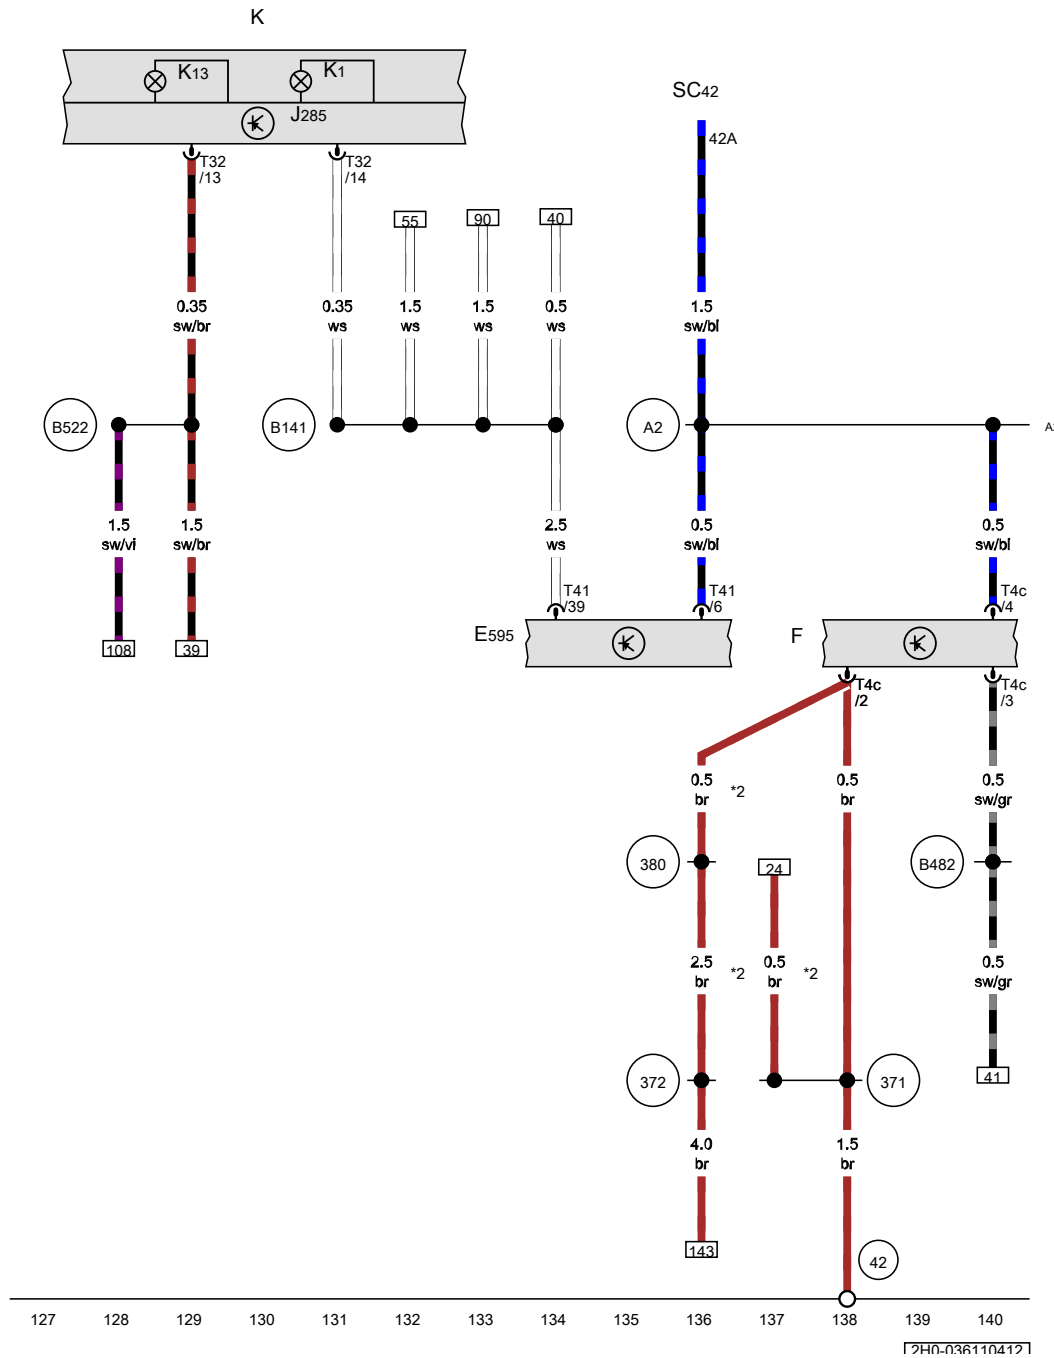 K
K13
K1
J285
SC42
42A
T32
/13
T32
/14
55
90
40
0.35
sw/br
0.35
ws
1.5
ws
1.5
ws
0.5
ws
1.5
sw/bl
B522
B141
A2
1.5
sw/vi
1.5
sw/br
2.5
ws
0.5
sw/bl
0.5
sw/bl
T41
/39
T41
/6
T4c
/4
108
39
E595
F
T4c
/2
T4c
/3
0.5
br
*2
0.5
br
0.5
sw/gr
380
24
B482
2.5
br
*2
0.5
br
*2
0.5
sw/gr
372
371
41
4.0
br
1.5
br
143
42
127 128 129 130 131 132 133 134 135 136 137 138 139 140
2H0-036110412